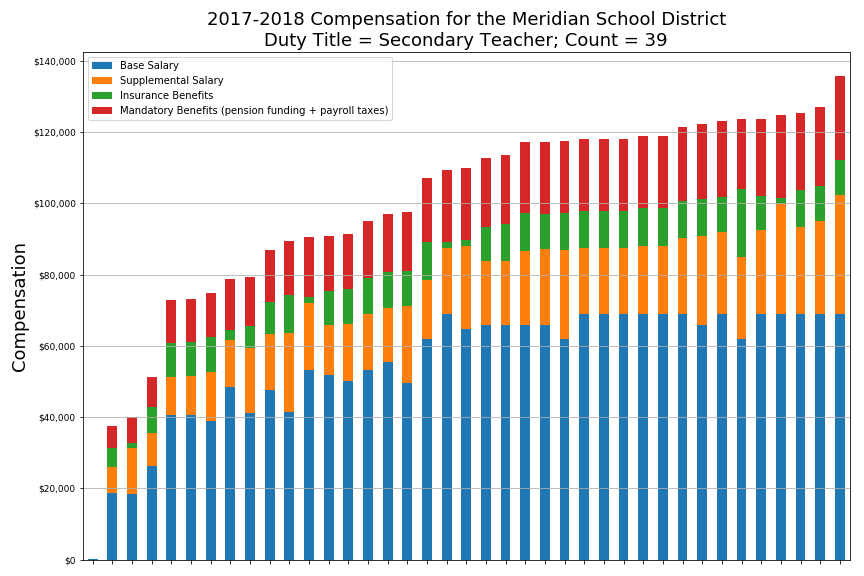 2017-2018 Compensation for the Meridian School District
Duty Title = Secondary Teacher; Count = 39
$140,000
$120,000
$100,000
$80,000
$60,000
$40,000
$20,000
$0
Compensation
Base Salary
Supplemental Salary
Insurance Benefits
Mandatory Benefits (pension funding + payroll taxes)